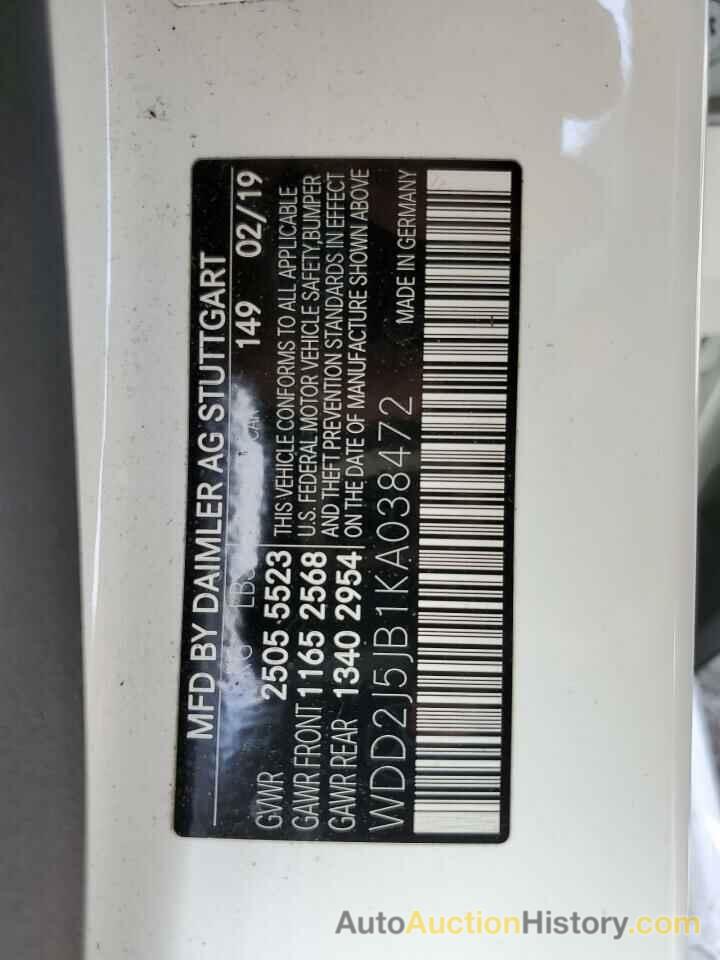 MFD BY DAIMLER AG STUTTGART
149 02/19
GVWR 2505 5523
GAWR FRONT 1165 2568
GAWR REAR 1340 2954
THIS VEHICLE CONFORMS TO ALL APPLICABLE
U.S. FEDERAL MOTOR VEHICLE SAFETY,BUMPER
AND THEFT PREVENTION STANDARDS IN EFFECT
ON THE DATE OF MANUFACTURE SHOWN ABOVE
WDD2J5JB1KA038472 MADE IN GERMANY
AutoAuctionHistory.com